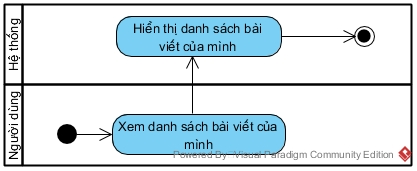 Hệ thống
Hiển thị danh sách bài
viết của mình
Người dùng
Xem danh sách bài viết của
mình
Powered By Visual Paradigm Community Edition